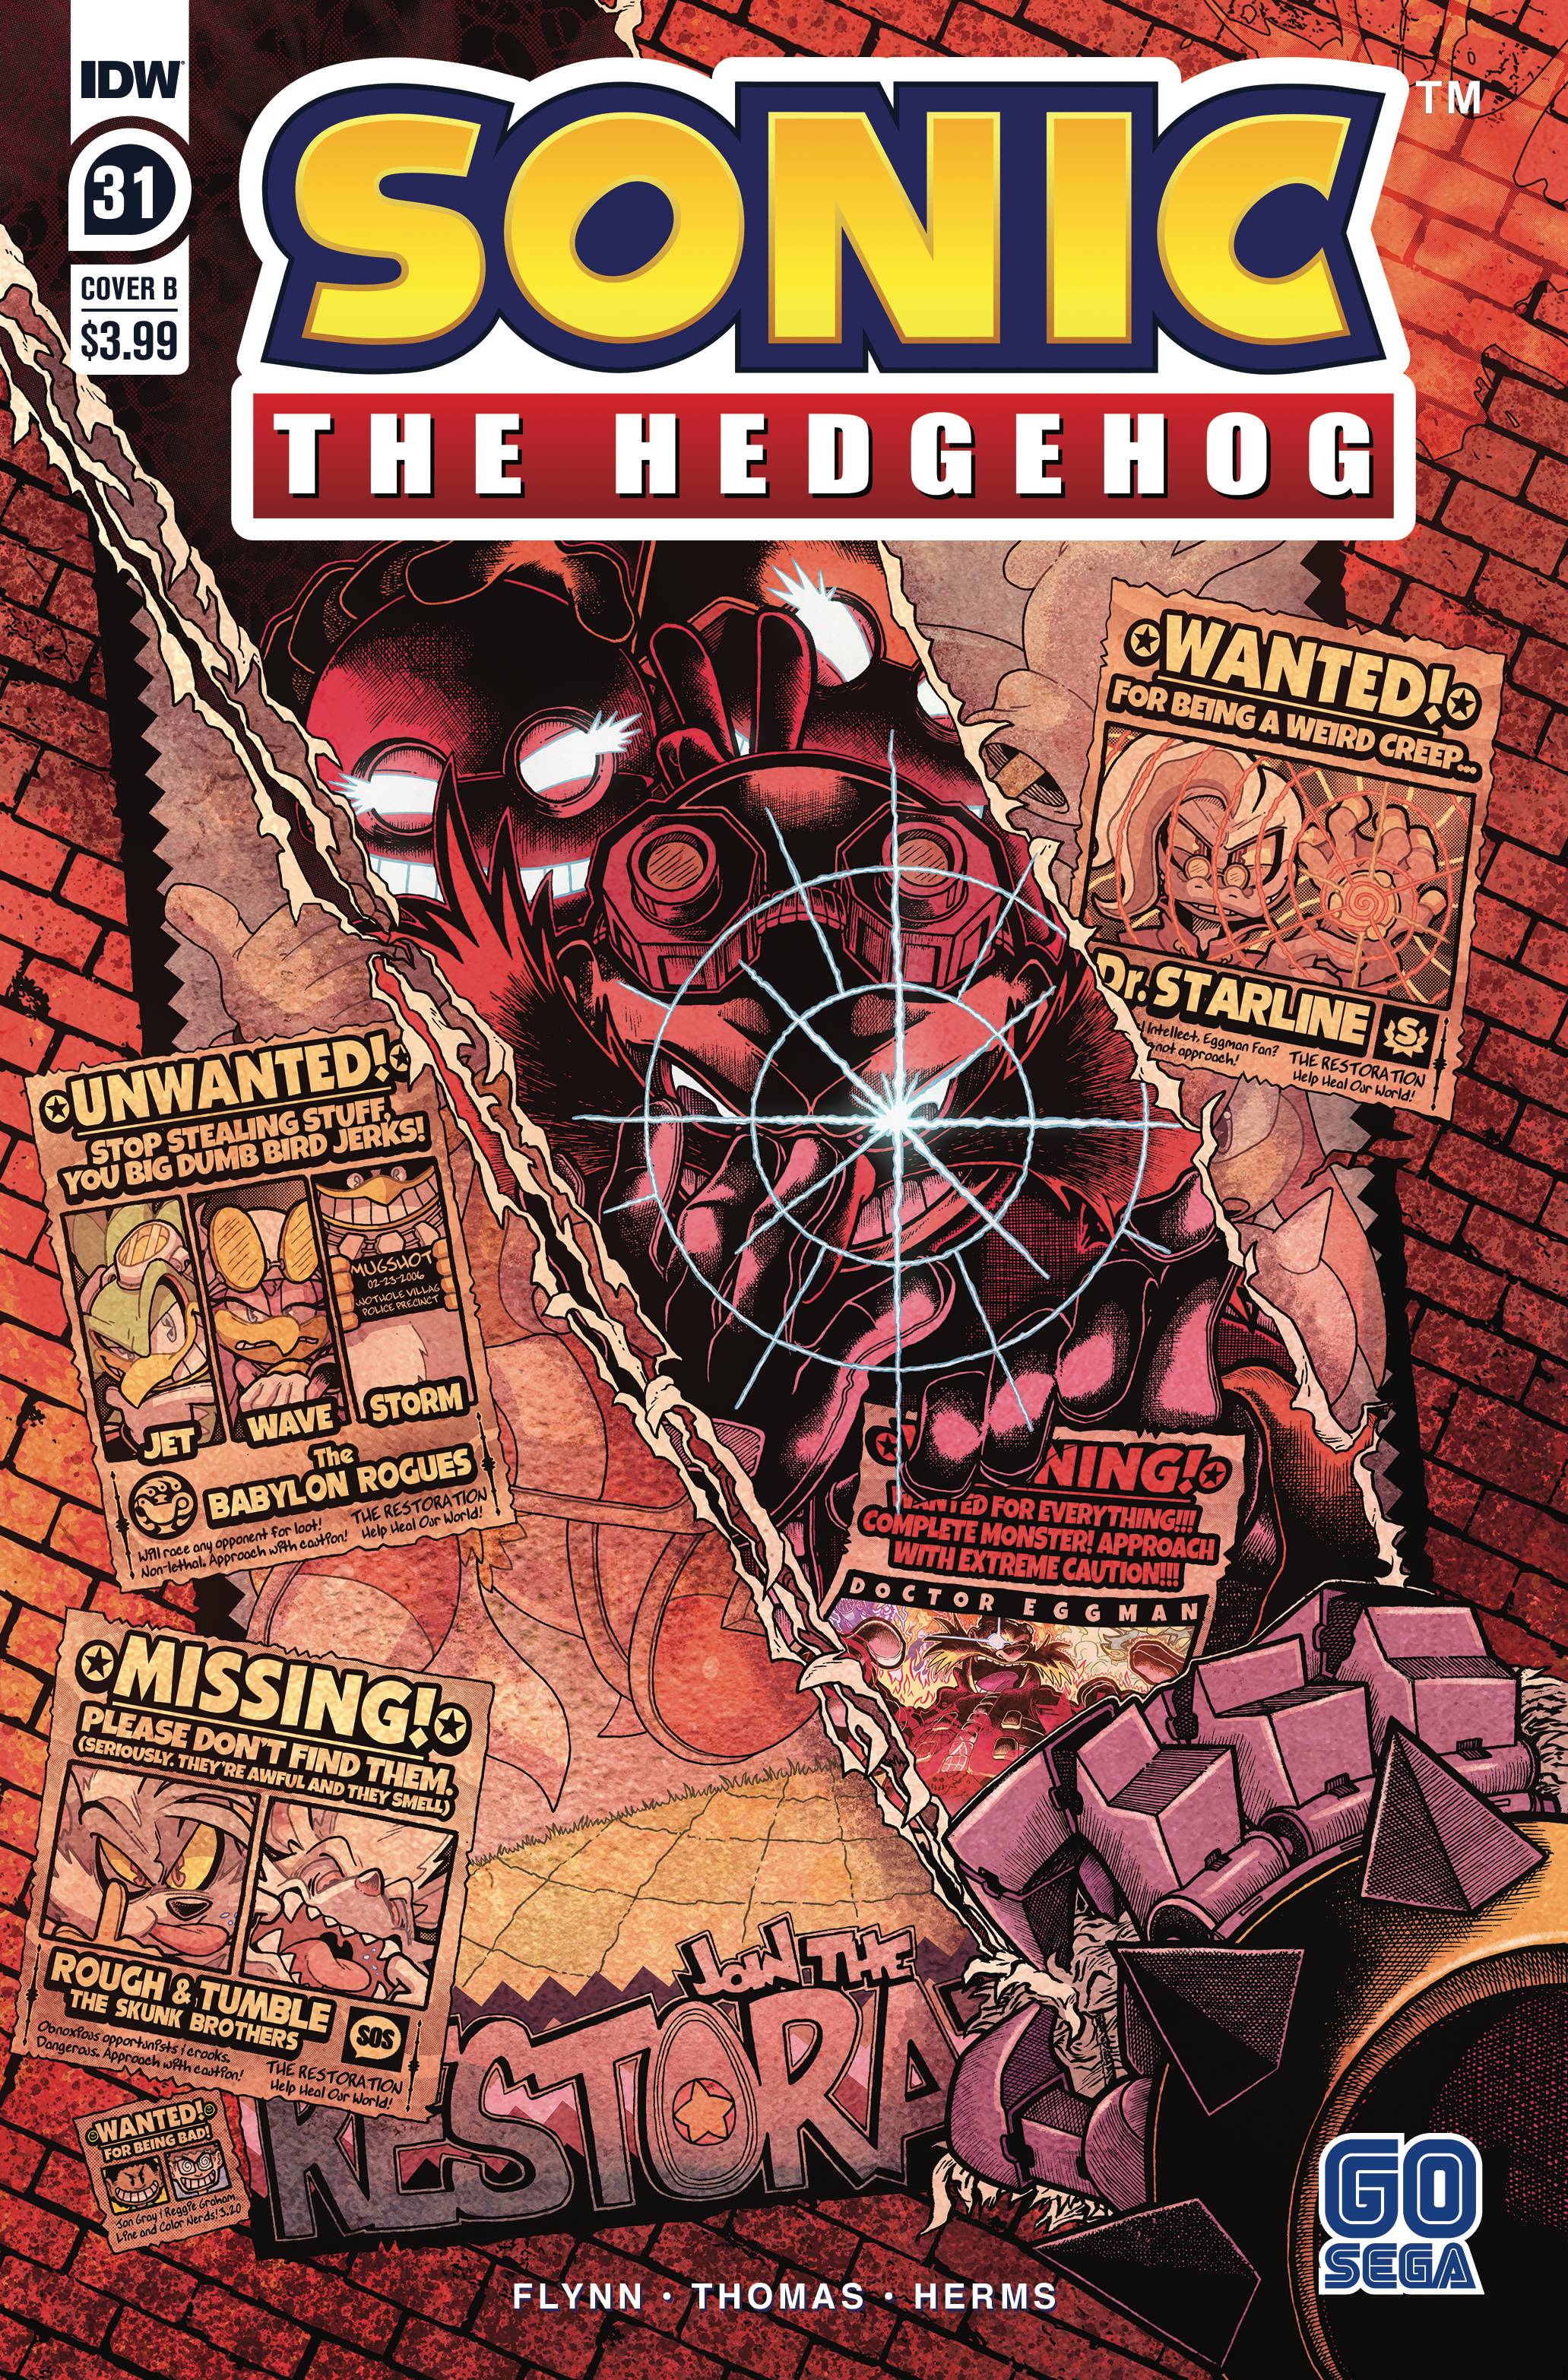 IDW
31
COVER B
$3.99
SONIC
TM
THE HEDGEHOG
WANTED!
FOR BEING A WEIRD CREEP...
Dr. STARLINE
S
Intellect, Eggman Fan?
not approach!
THE RESTORATION
Help Heal Our World!
UNWANTED!
STOP STEALING STUFF,
YOU BIG DUMB BIRD JERKS!
MUGSHOT
02-23-2006
NOTHOLE VILLAG
POLICE PRECINCT
JET
WAVE
STORM
The
BABYLON ROGUES
Will race any opponent for loot!
Non-lethal. Approach with caution!
THE RESTORATION
Help Heal Our World!
NING!
WANTED FOR EVERYTHING!!!
COMPLETE MONSTER! APPROACH
WITH EXTREME CAUTION!!!
DOCTOR EGGMAN
MISSING!
PLEASE DON'T FIND THEM.
(SERIOUSLY. THEY'RE AWFUL AND THEY SMELL)
ROUGH & TUMBLE
THE SKUNK BROTHERS
SOS
Obnoxious opportunists & crooks.
Dangerous. Approach with caution!
THE RESTORATION
Help Heal Our World!
JOIN THE
RESTORA
WANTED!
FOR BEING BAD!
Jon Gray & Reggie Graham
Line and Color Nerds! 3.20
GO
SEGA
FLYNN • THOMAS • HERMS